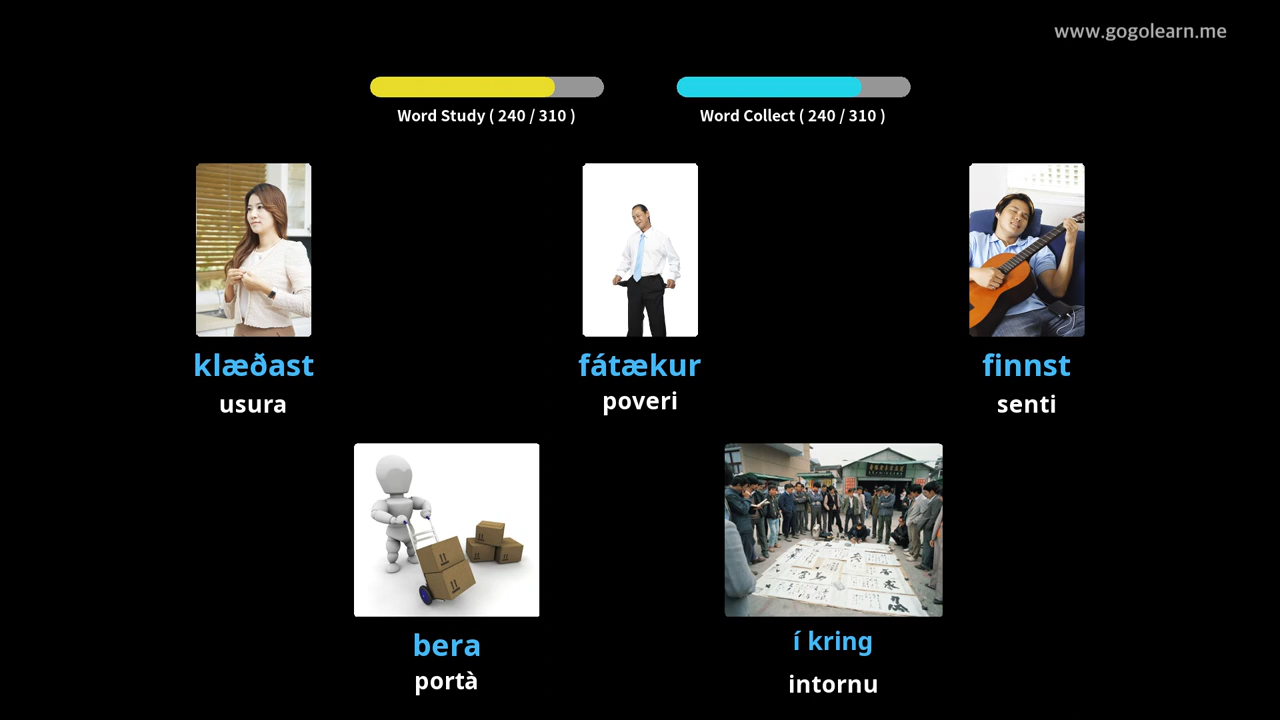 www.gogolearn.me
Word Study ( 240 / 310 )
Word Collect ( 240 / 310 )
klæðast
usura
fátækur
poveri
finnst
senti
bera
portà
í kring
intornu